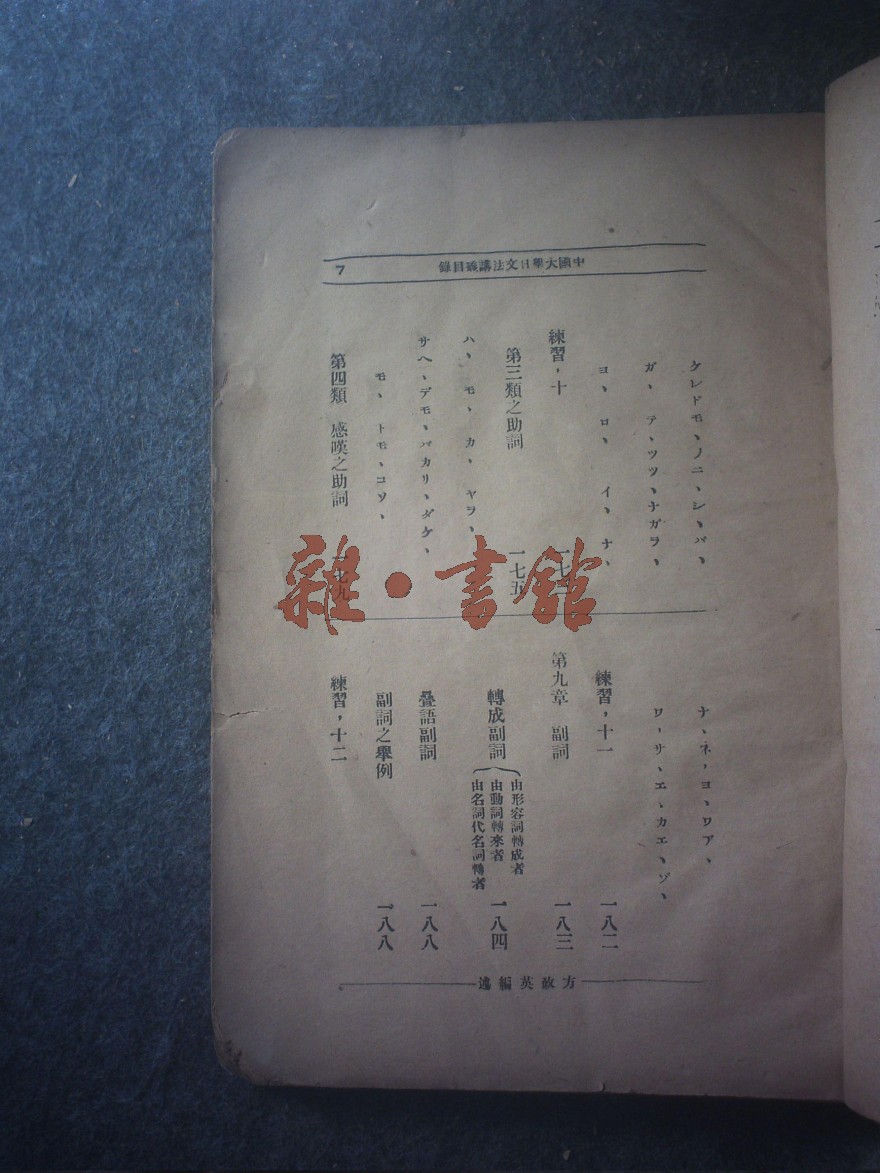 中國大學日文法講義目錄
7
ケレドモ、ノニ、シ、バ、
ガ、テ、ツツ、ナガラ、
ヨ、ロ、イ、ナ、
練習，十
第三類之助詞 一七五
ハ、モ、カ、ヤヲ、
サヘ、デモ、バカリ、ダケ、
モ、トモ、コソ、
第四類 感嘆之助詞 一七九
ナ、ネ、ヨ、ワア、
ワ、サ、エ、カエ、ゾ、
練習，十一 一八二
第九章 副詞 一八三
轉成副詞 一八四
由形容詞轉成者
由動詞轉來者
由名詞代名詞轉者
疊語副詞 一八八
副詞之舉例 一八八
練習，十二
方啟英編述
雜·書館